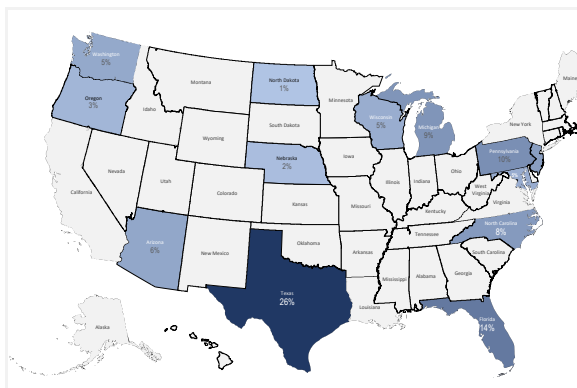 Washington
5%
Montana
North Dakota
1%
Minnesota
Maine
Oregon
3%
Idaho
South Dakota
Wisconsin
5%
Michigan
9%
New York
Wyoming
Nebraska
2%
Iowa
Pennsylvania
10%
Nevada
Utah
Colorado
Illinois
Indiana
Ohio
West
Virginia
Virginia
California
Kansas
Missouri
Kentucky
Arizona
6%
New Mexico
Oklahoma
Arkansas
Tennessee
North Carolina
8%
South Carolina
Texas
26%
Louisiana
Mississippi
Alabama
Georgia
Florida
14%
Alaska